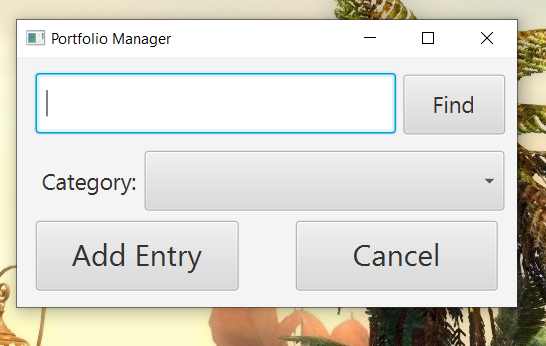 Portfolio Manager
Find
Category:
Add Entry
Cancel